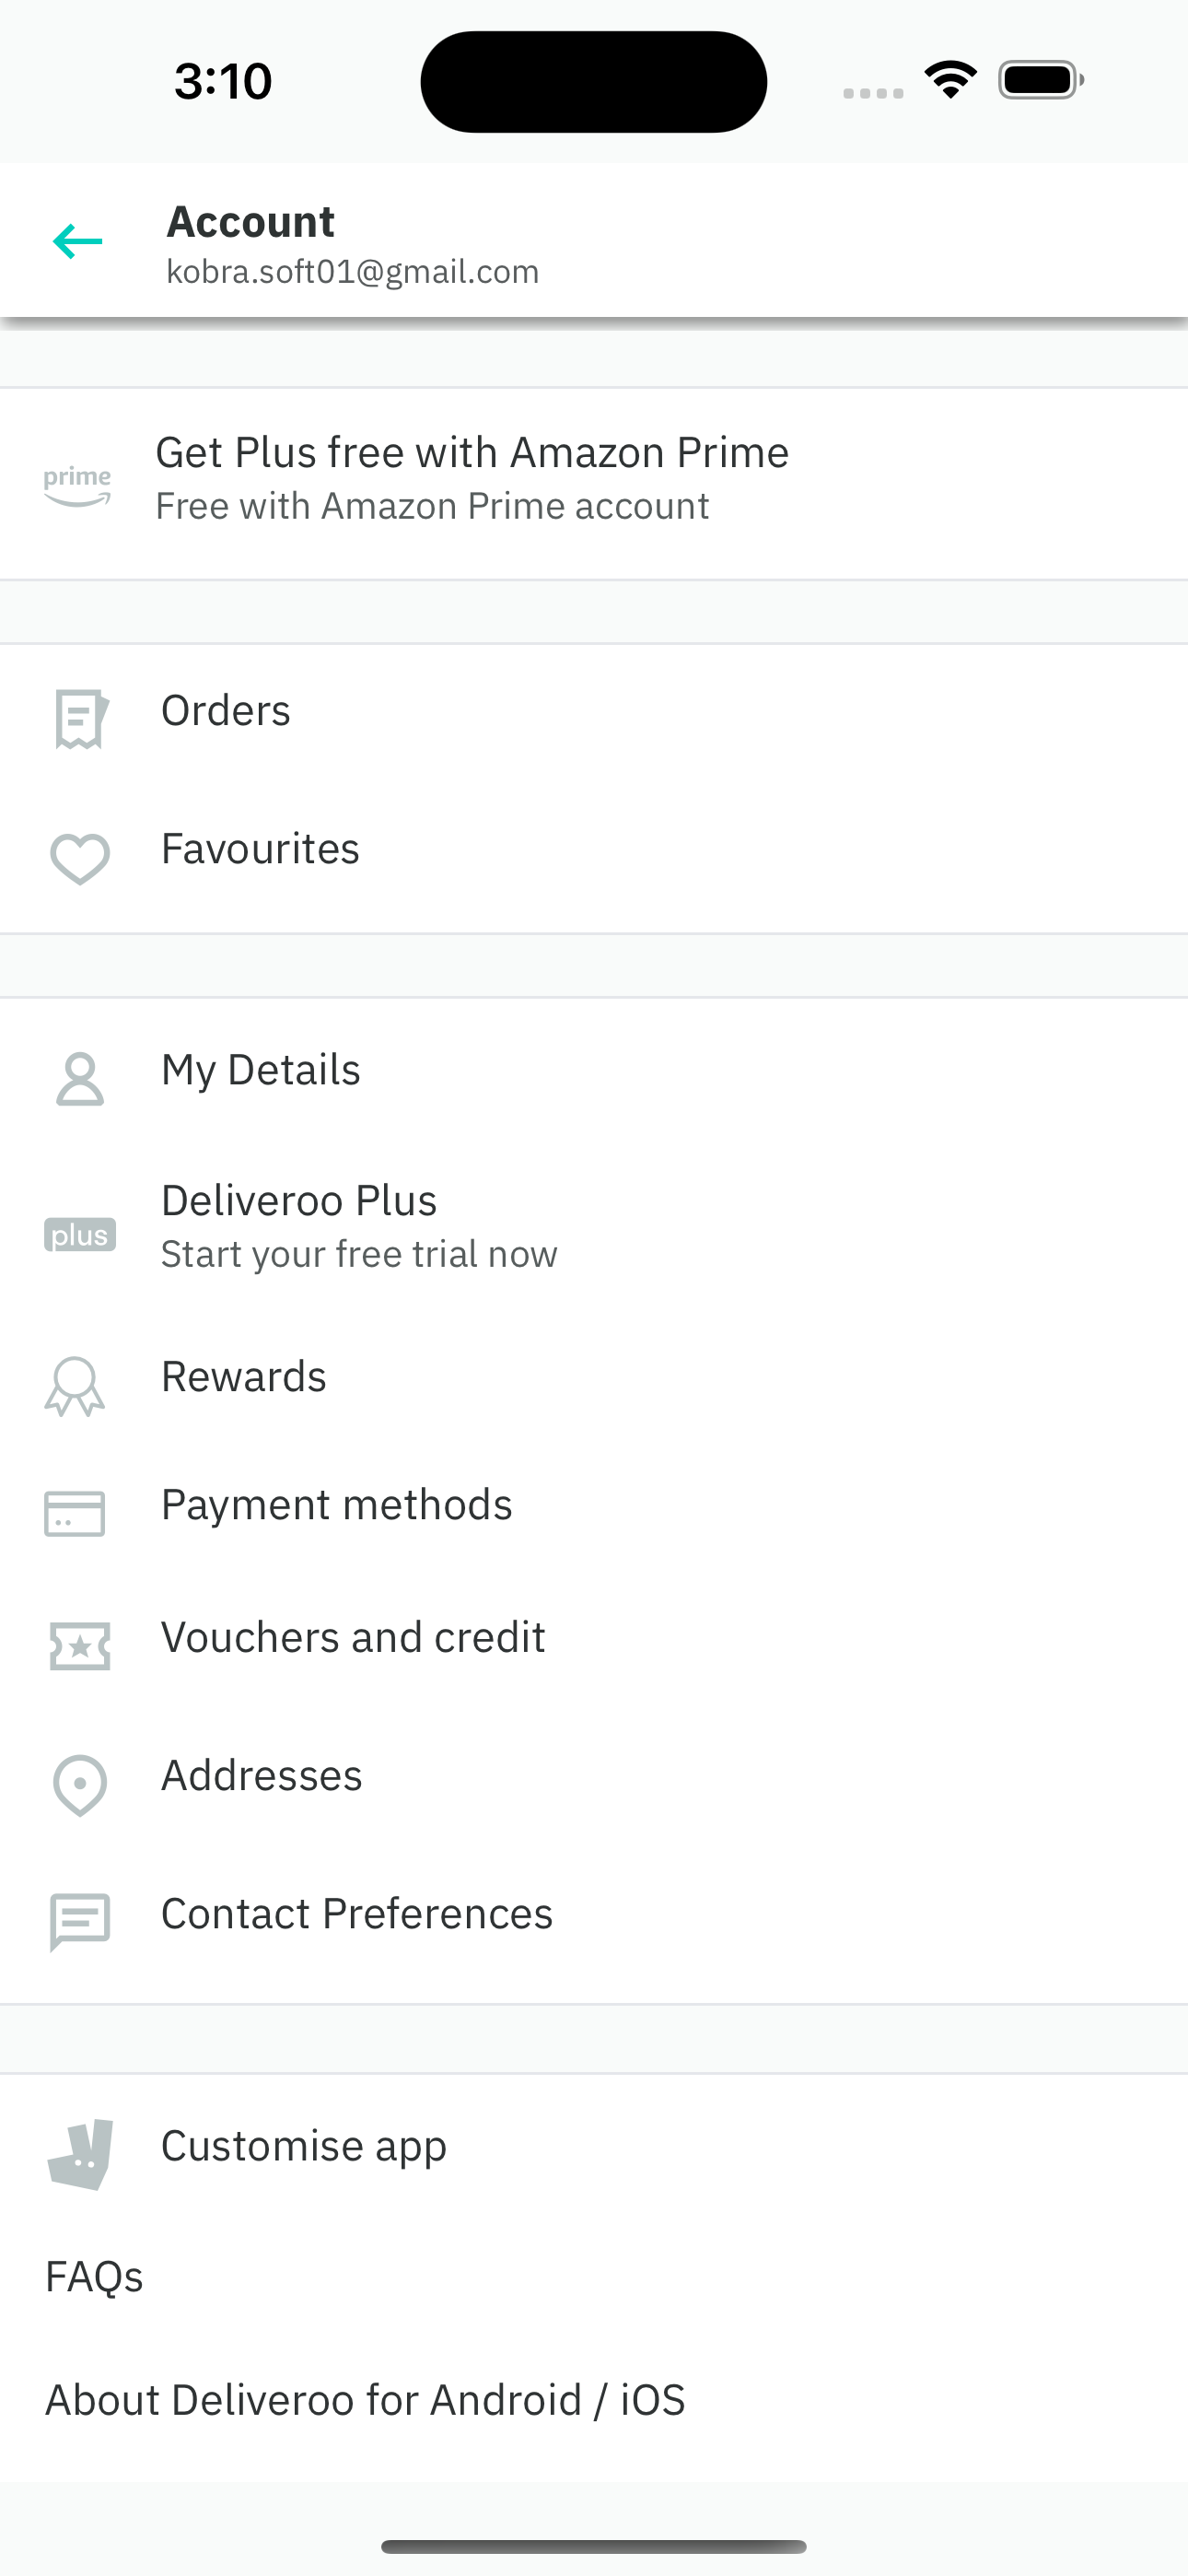 3:10
Account
kobra.soft01@gmail.com
prime
Get Plus free with Amazon Prime
Free with Amazon Prime account
Orders
Favourites
My Details
plus
Deliveroo Plus
Start your free trial now
Rewards
Payment methods
Vouchers and credit
Addresses
Contact Preferences
Customise app
FAQs
About Deliveroo for Android / iOS